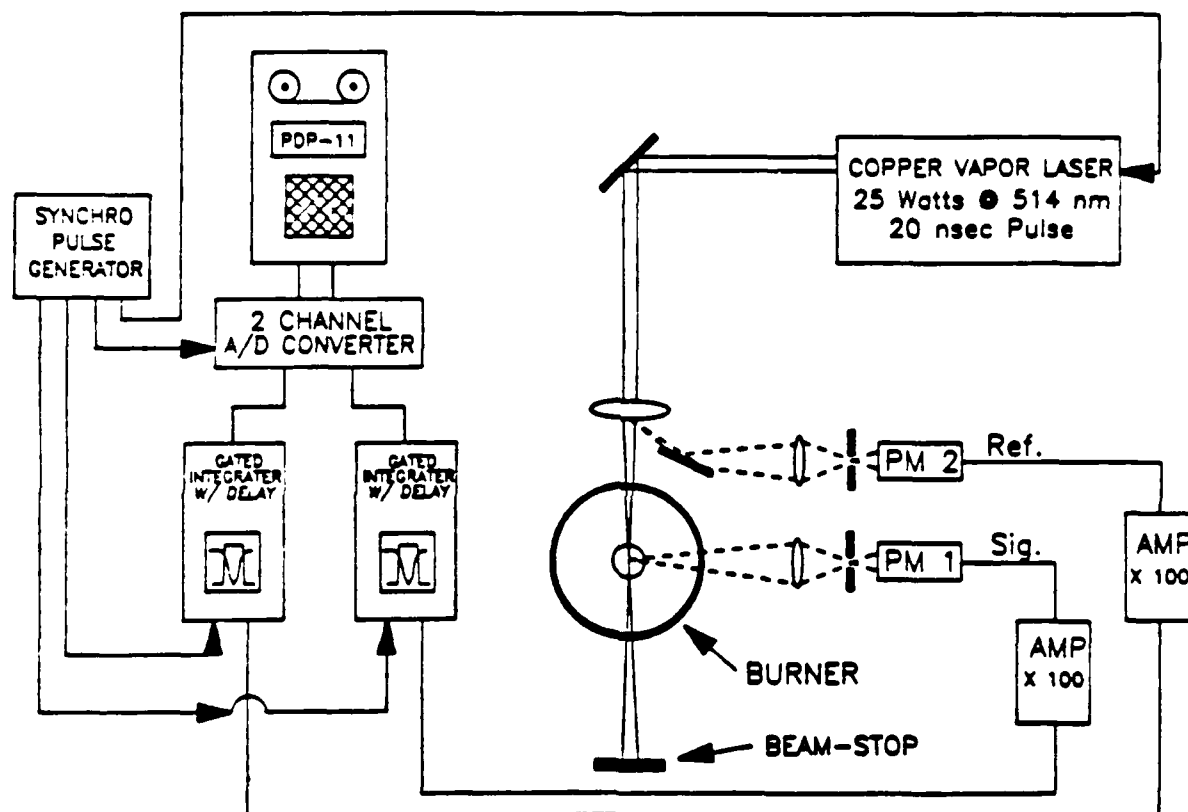 PDP-11
SYNCHRO
PULSE
GENERATOR
2 CHANNEL
A/D CONVERTER
GATED
INTEGRATER
W/ DELAY
GATED
INTEGRATER
W/ DELAY
COPPER VAPOR LASER
25 Watts @ 514 nm
20 nsec Pulse
PM 2
Ref.
PM 1
Sig.
AMP
X 100
AMP
X 100
BURNER
BEAM-STOP